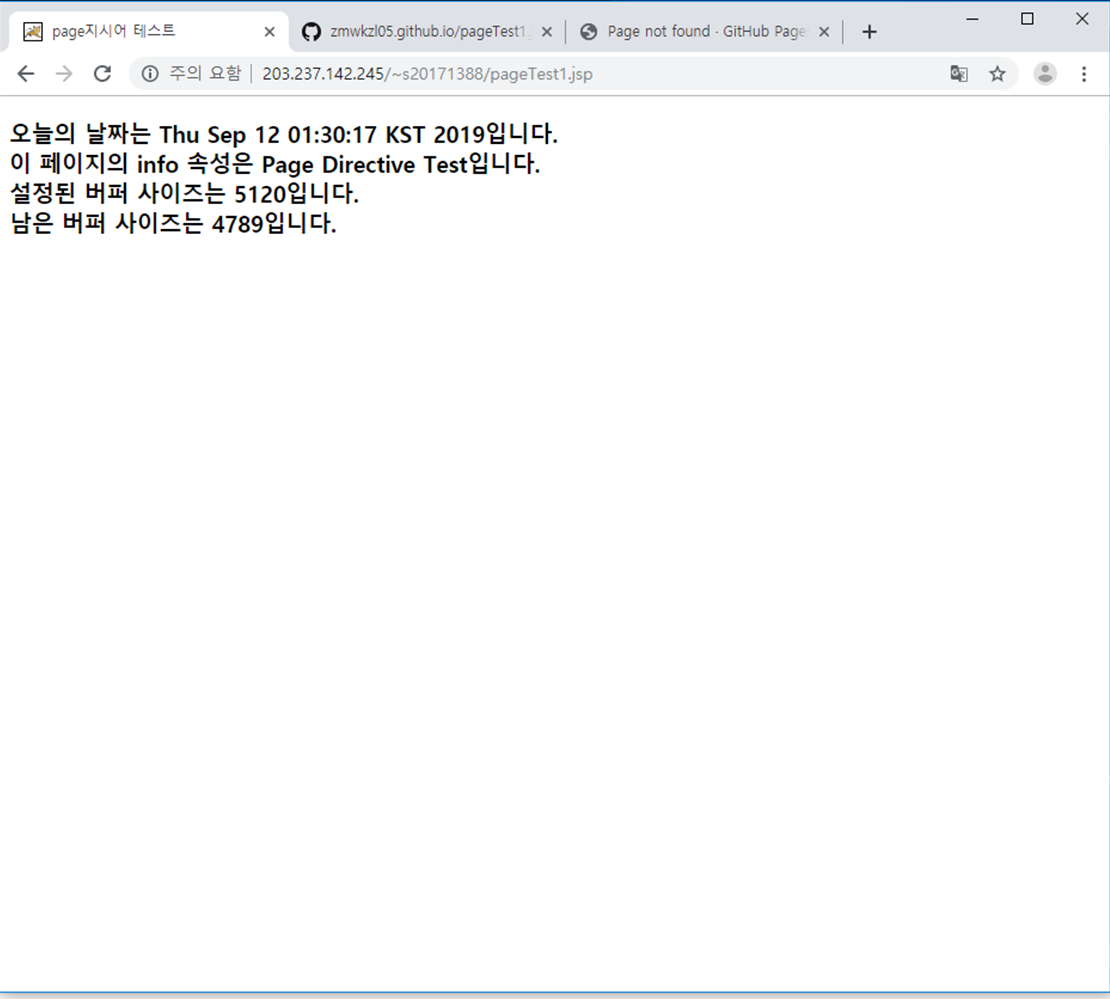 page지시어 테스트
zmwkzl05.github.io/pageTest1
Page not found · GitHub Page
주의 요함 203.237.142.245/~s20171388/pageTest1.jsp
오늘의 날짜는 Thu Sep 12 01:30:17 KST 2019입니다.
이 페이지의 info 속성은 Page Directive Test입니다.
설정된 버퍼 사이즈는 5120입니다.
남은 버퍼 사이즈는 4789입니다.